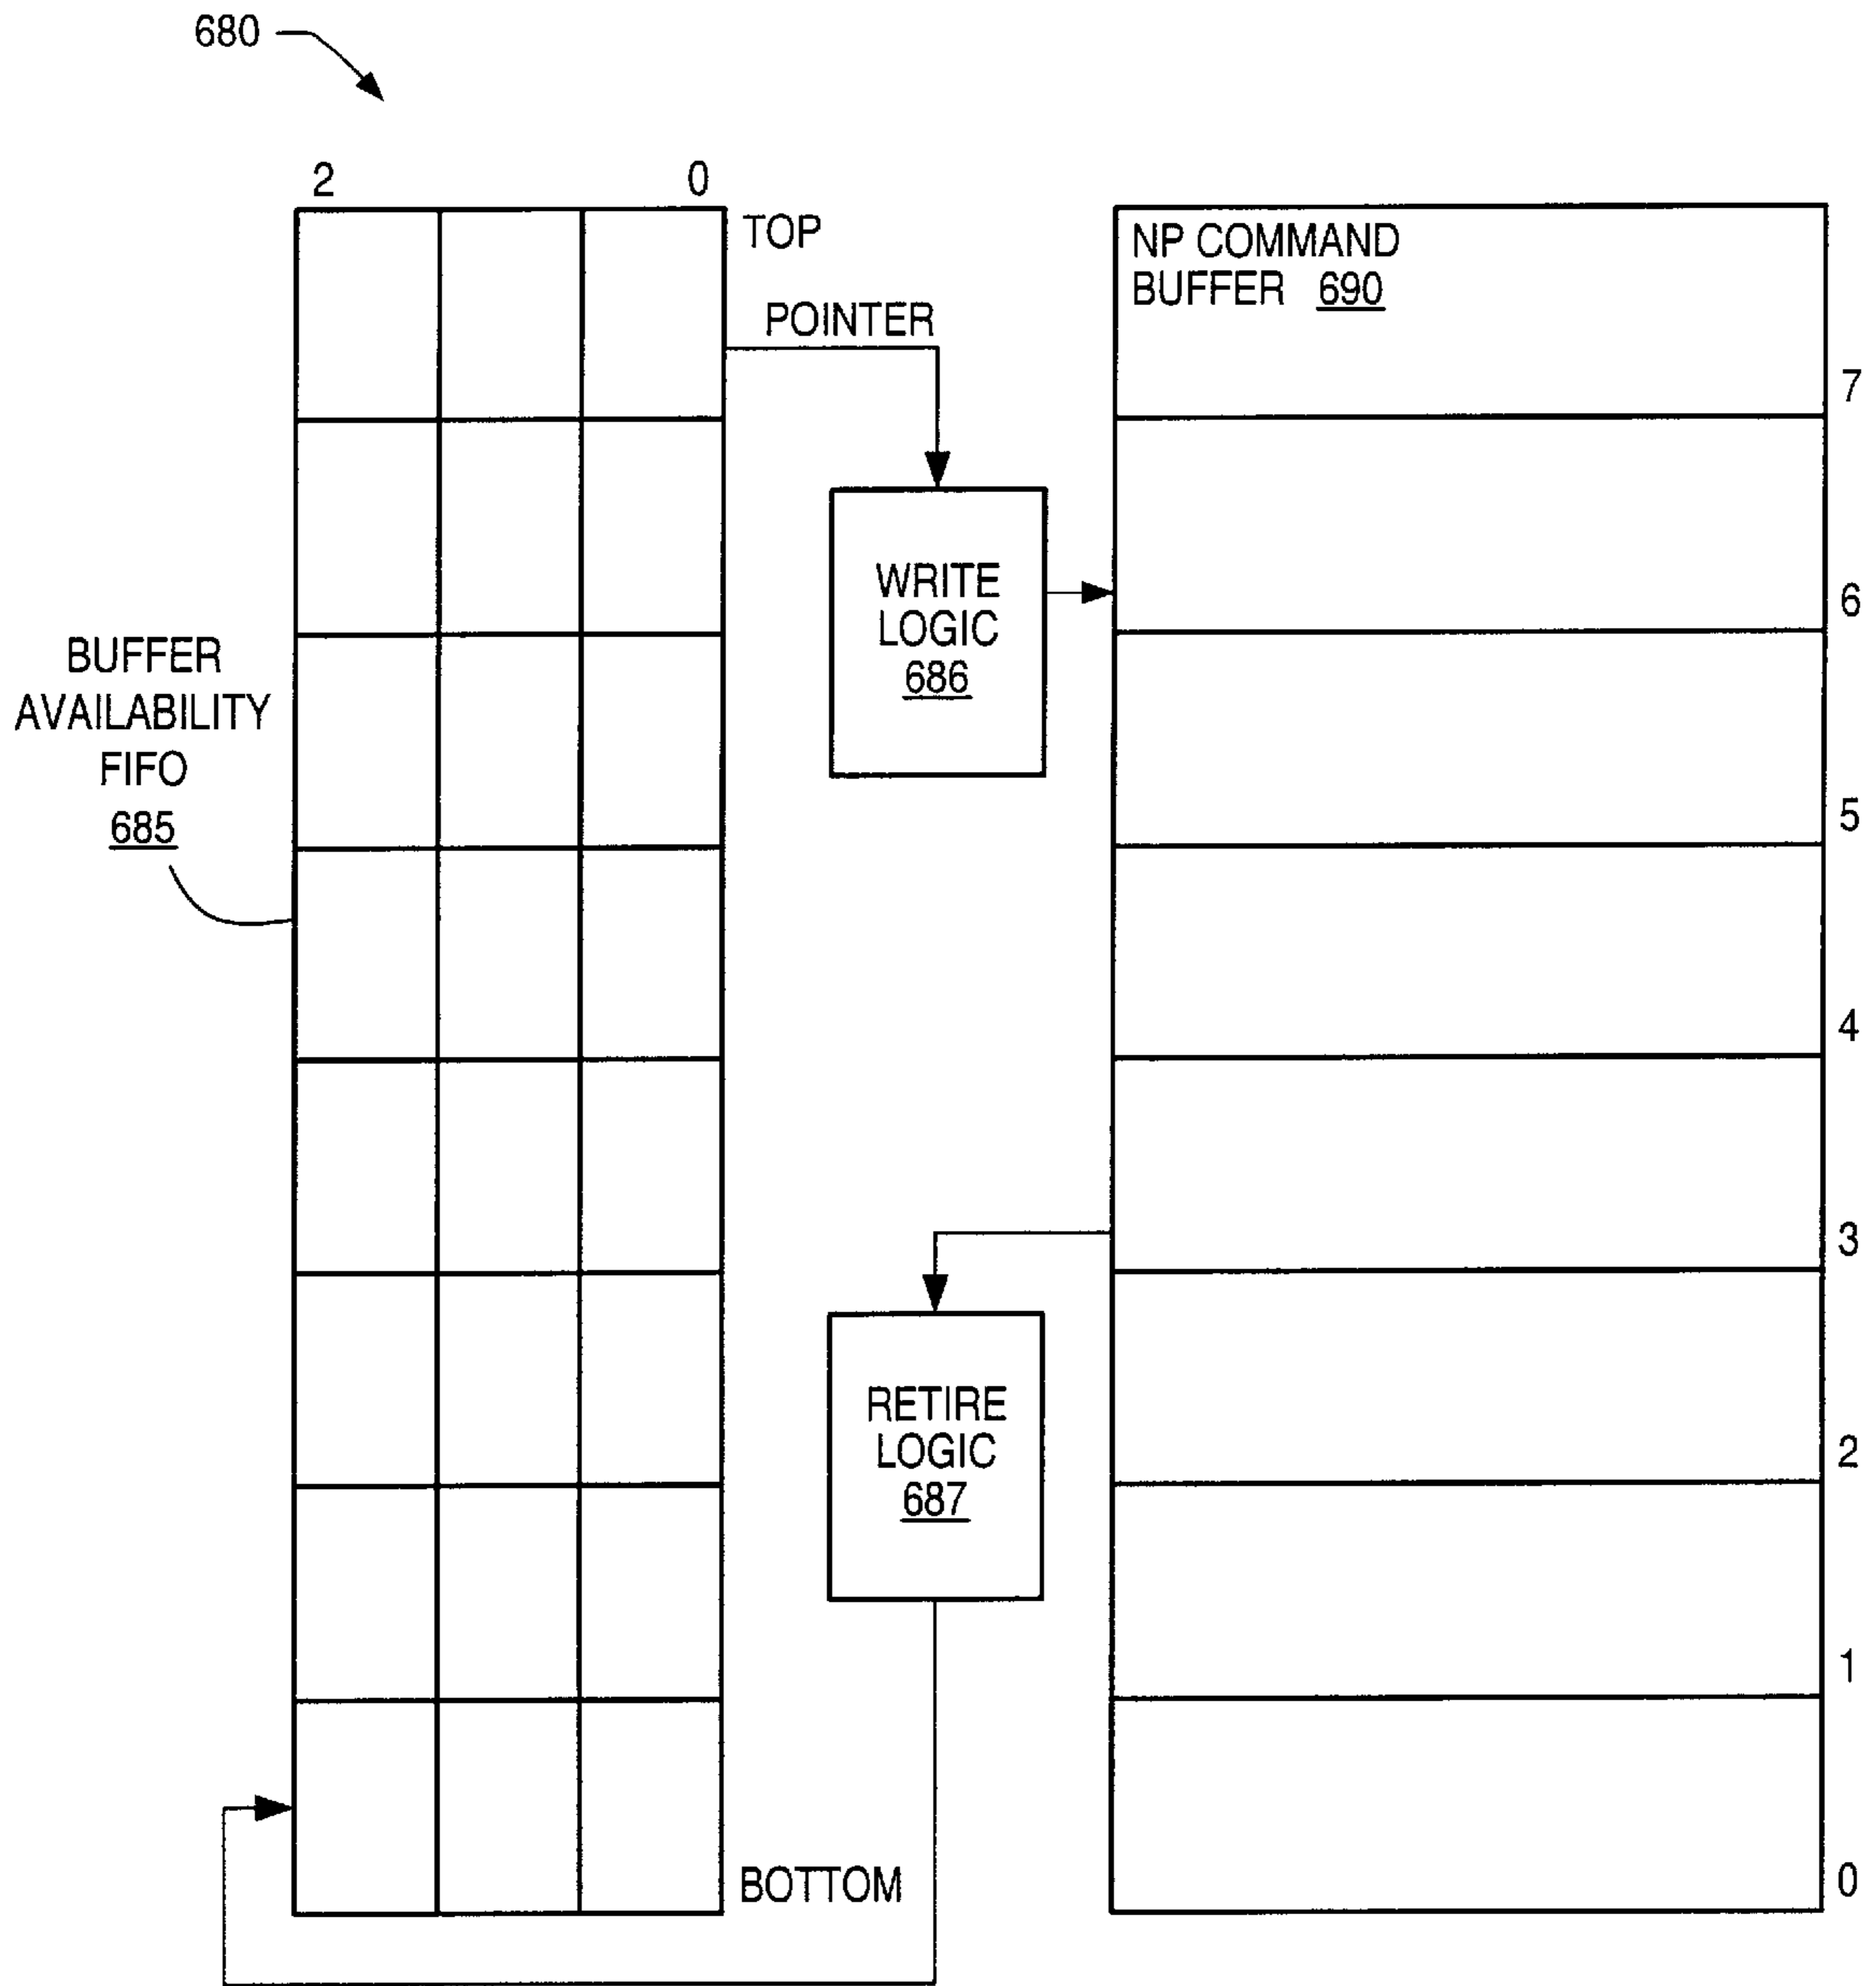 680
2 0
TOP
POINTER
NP COMMAND
BUFFER 690
7
WRITE
LOGIC
686
6
BUFFER
AVAILABILITY
FIFO
685
5
4
3
RETIRE
LOGIC
687
2
1
BOTTOM
0